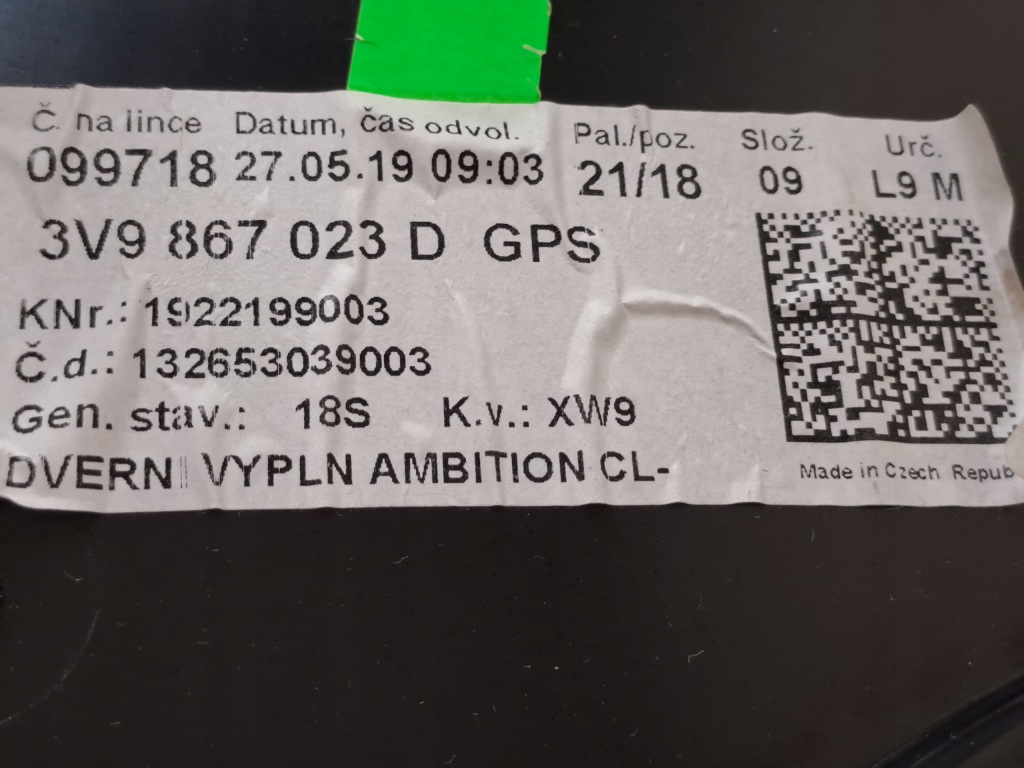 Č. na lince Datum, čas odvol. Pal./poz. Slož. Urč.
099718 27.05.19 09:03 21/18 09 L9 M
3V9 867 023 D GPS
KNr.: 1922199003
Č.d.: 132653039003
Gen. stav.: 18S K.v.: XW9
DVERNI VYPLN AMBITION CL-
Made in Czech Repub